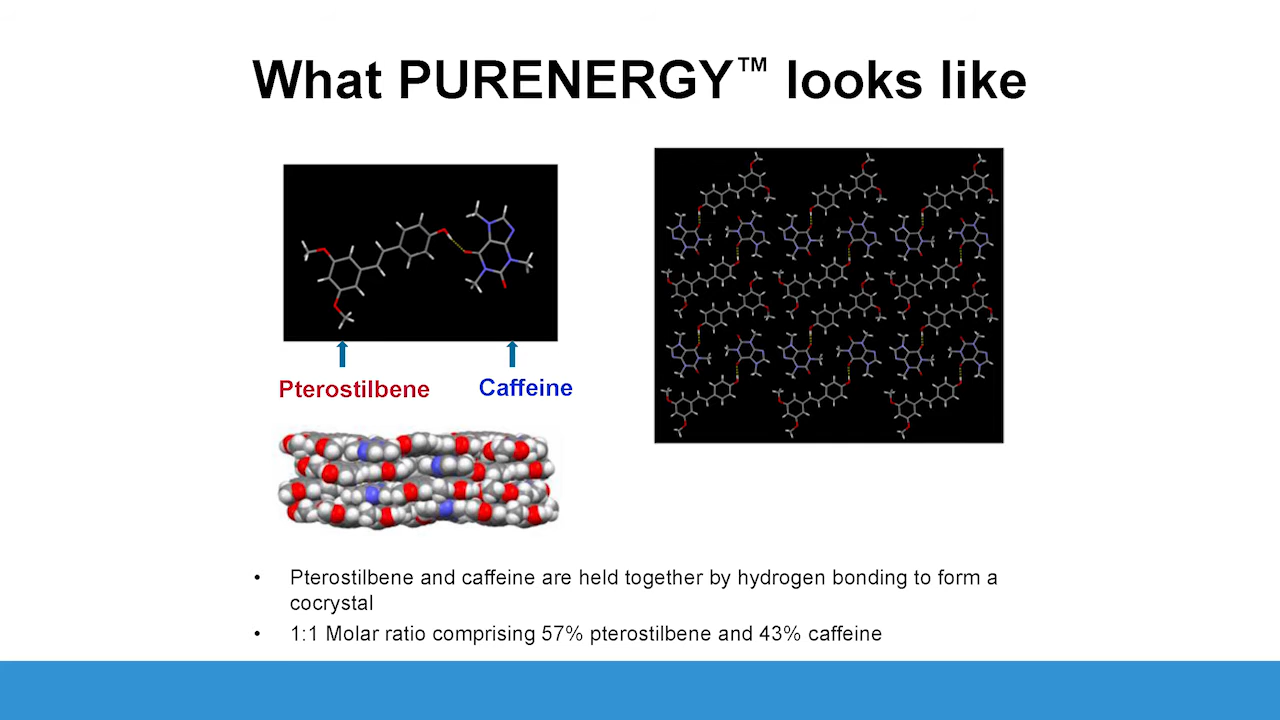 What PURENERGY™ looks like
Pterostilbene
Caffeine
• Pterostilbene and caffeine are held together by hydrogen bonding to form a
cocrystal
• 1:1 Molar ratio comprising 57% pterostilbene and 43% caffeine